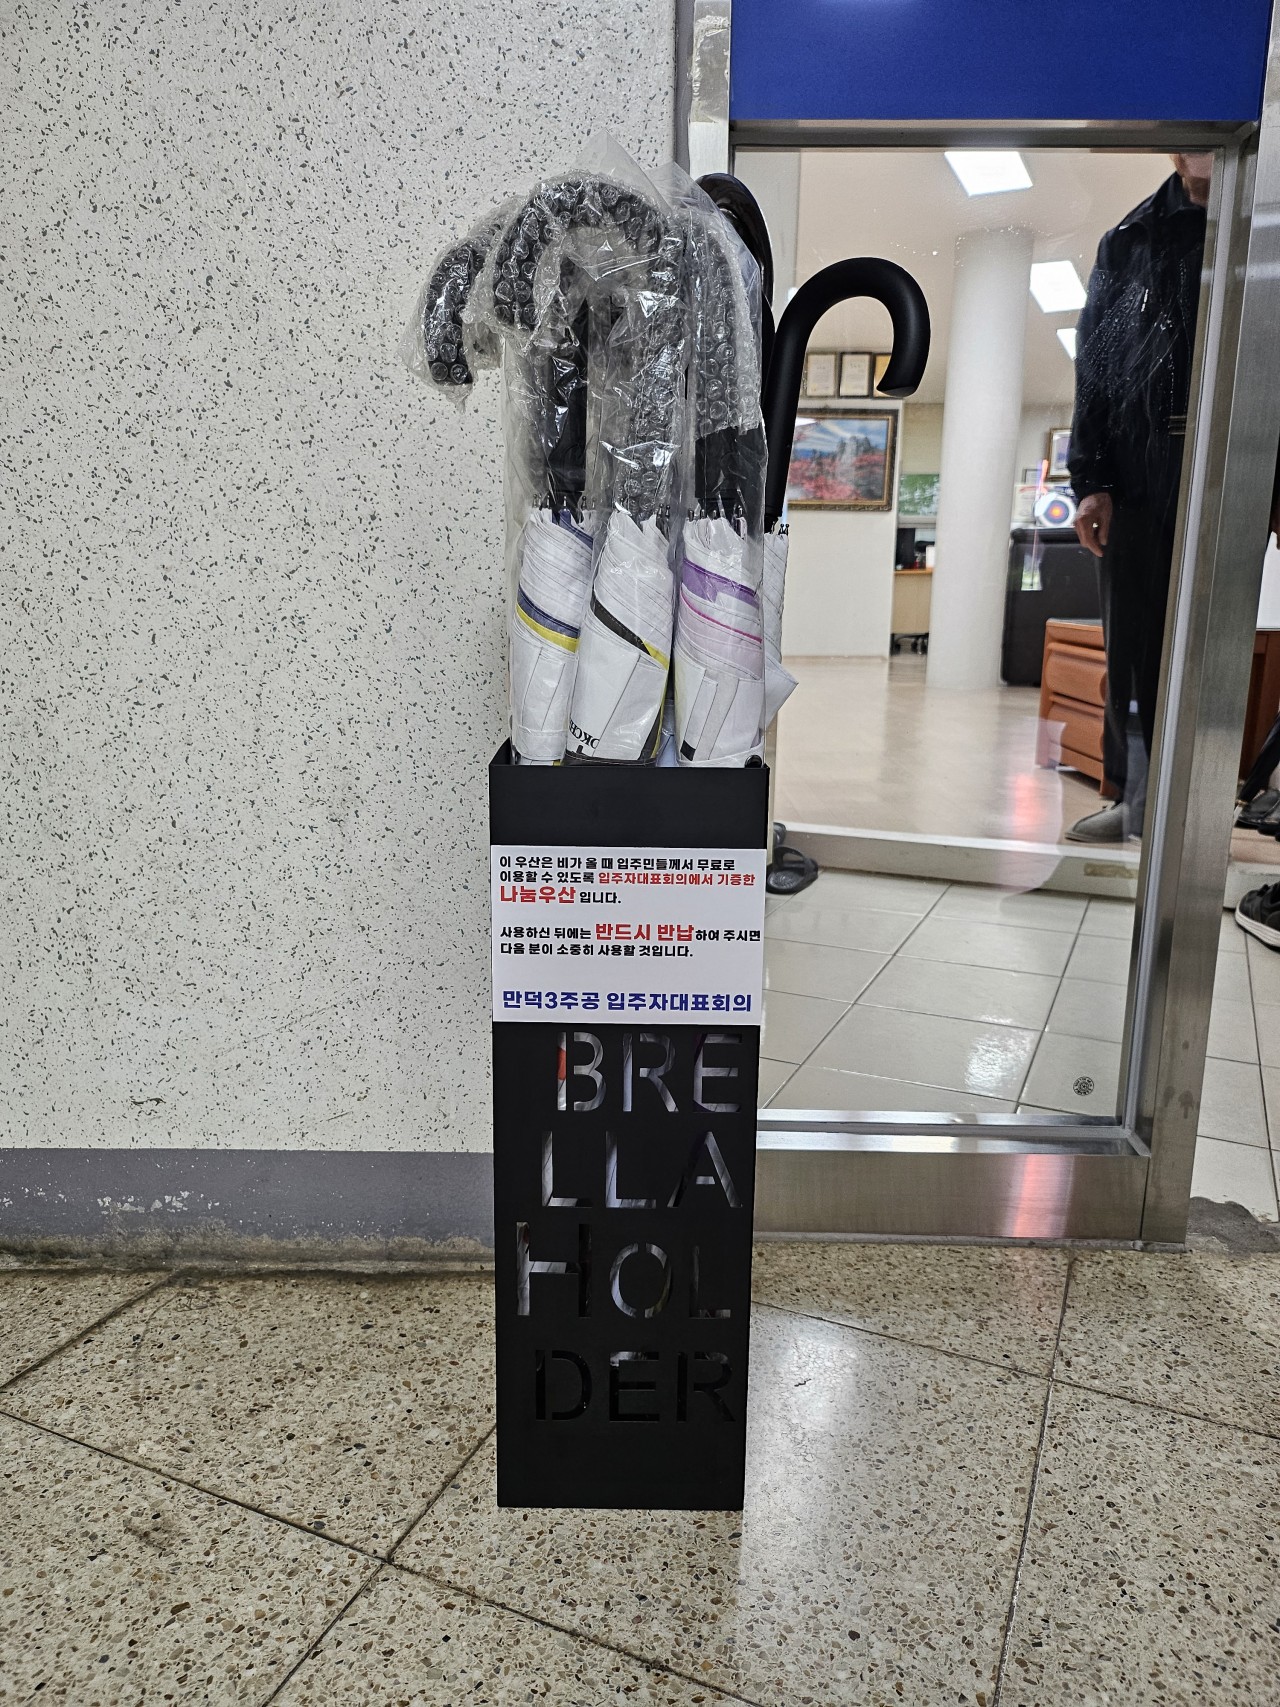 이 우산은 비가 올 때 입주민들께서 무료로
이용할 수 있도록 입주자대표회의에서 기증한
나눔우산 입니다.
사용하신 뒤에는 반드시 반납하여 주시면
다음 분이 소중히 사용할 것입니다.
만덕3주공 입주자대표회의
BRE
LLA
HOL
DER